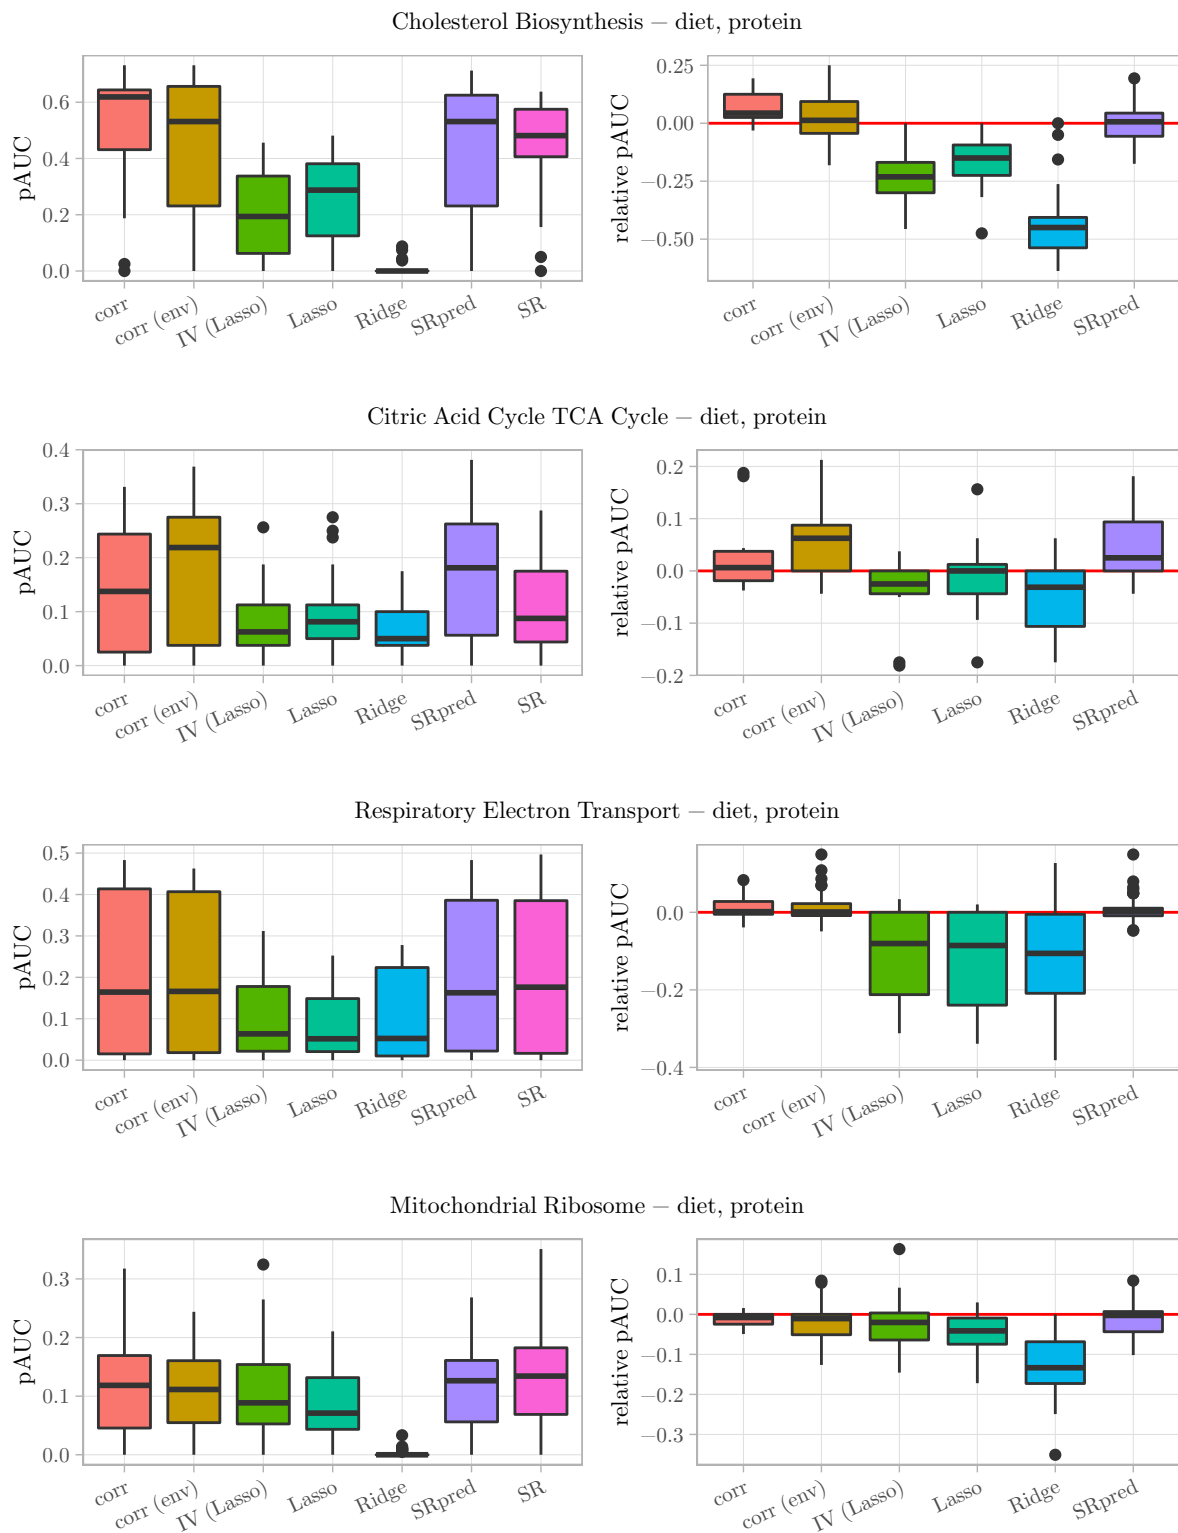 Cholesterol Biosynthesis – diet, protein
pAUC
0.6
0.4
0.2
0.0
corr
corr (env)
IV (Lasso)
Lasso
Ridge
SRpred
SR
relative pAUC
0.25
0.00
−0.25
−0.50
corr
corr (env)
IV (Lasso)
Lasso
Ridge
SRpred
Citric Acid Cycle TCA Cycle – diet, protein
pAUC
0.4
0.3
0.2
0.1
0.0
corr
corr (env)
IV (Lasso)
Lasso
Ridge
SRpred
SR
relative pAUC
0.2
0.1
0.0
−0.1
−0.2
corr
corr (env)
IV (Lasso)
Lasso
Ridge
SRpred
Respiratory Electron Transport – diet, protein
pAUC
0.5
0.4
0.3
0.2
0.1
0.0
corr
corr (env)
IV (Lasso)
Lasso
Ridge
SRpred
SR
relative pAUC
0.0
−0.2
−0.4
corr
corr (env)
IV (Lasso)
Lasso
Ridge
SRpred
Mitochondrial Ribosome – diet, protein
pAUC
0.3
0.2
0.1
0.0
corr
corr (env)
IV (Lasso)
Lasso
Ridge
SRpred
SR
relative pAUC
0.1
0.0
−0.1
−0.2
−0.3
corr
corr (env)
IV (Lasso)
Lasso
Ridge
SRpred